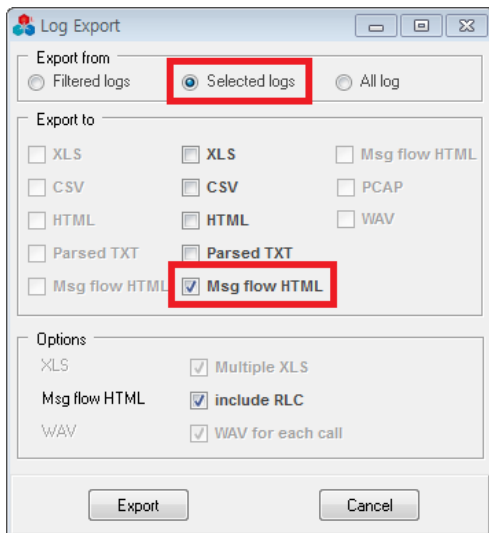 Log Export
Export from
Filtered logs Selected logs All log
Export to
XLS XLS Msg flow HTML
CSV CSV PCAP
HTML HTML WAV
Parsed TXT Parsed TXT
Msg flow HTML Msg flow HTML
Options
XLS Multiple XLS
Msg flow HTML include RLC
WAV WAV for each call
Export Cancel